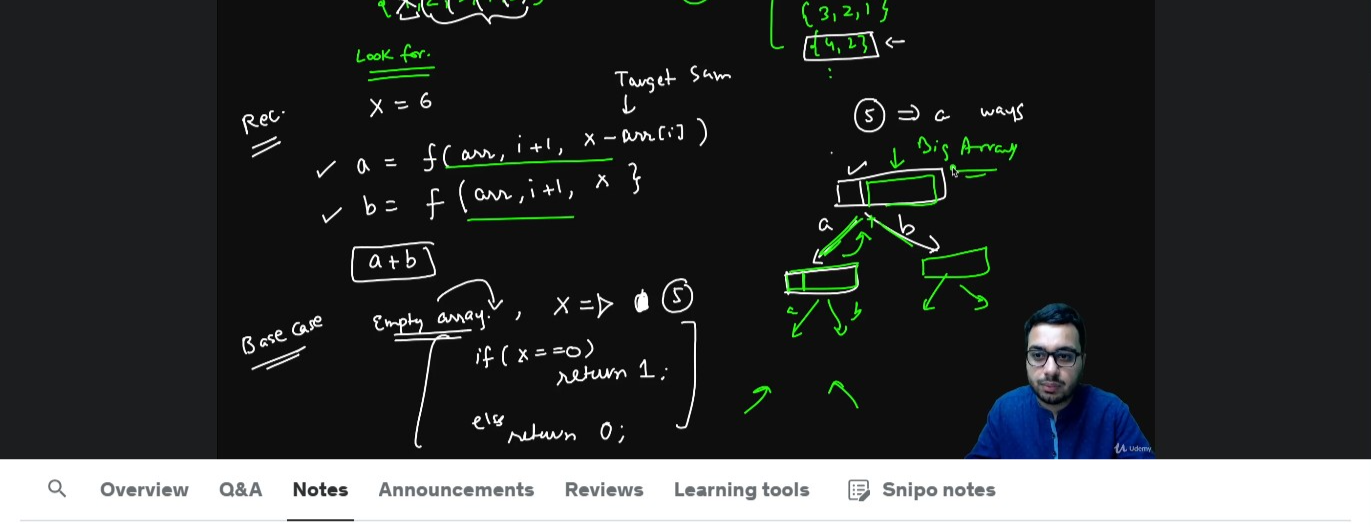 {3, 2, 1}
{4, 2} ←
:
Look for.
X = 6
Target Sum
↓
Rec.
✓ a = f(arr, i+1, x-arr[i])
✓ b = f(arr, i+1, x }
a+b
⑤ ⇒ a ways
Big Array
a + b
a b
Base Case
Empty array. , X => ⑤
if (x==0)
return 1;
else
return 0;
Udemy
Overview Q&A Notes Announcements Reviews Learning tools Snipo notes